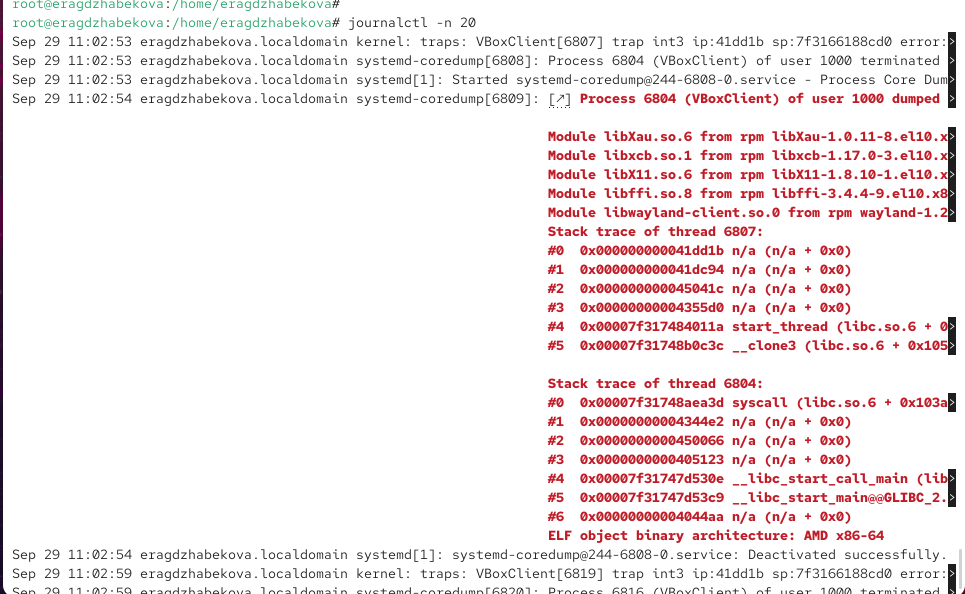 root@eragdzhabekova:/home/eragdzhabekova#
root@eragdzhabekova:/home/eragdzhabekova# journalctl -n 20
Sep 29 11:02:53 eragdzhabekova.localdomain kernel: traps: VBoxClient[6807] trap int3 ip:41dd1b sp:7f3166188cd0 error:>
Sep 29 11:02:53 eragdzhabekova.localdomain systemd-coredump[6808]: Process 6804 (VBoxClient) of user 1000 terminated >
Sep 29 11:02:53 eragdzhabekova.localdomain systemd[1]: Started systemd-coredump@244-6808-0.service - Process Core Dum>
Sep 29 11:02:54 eragdzhabekova.localdomain systemd-coredump[6809]: [↗] Process 6804 (VBoxClient) of user 1000 dumped >
Module libXau.so.6 from rpm libXau-1.0.11-8.el10.x>
Module libxcb.so.1 from rpm libxcb-1.17.0-3.el10.x>
Module libX11.so.6 from rpm libX11-1.8.10-1.el10.x>
Module libffi.so.8 from rpm libffi-3.4.4-9.el10.x8>
Module libwayland-client.so.0 from rpm wayland-1.2>
Stack trace of thread 6807:
#0  0x000000000041dd1b n/a (n/a + 0x0)
#1  0x000000000041dc94 n/a (n/a + 0x0)
#2  0x000000000045041c n/a (n/a + 0x0)
#3  0x00000000004355d0 n/a (n/a + 0x0)
#4  0x00007f317484011a start_thread (libc.so.6 + 0>
#5  0x00007f31748b0c3c __clone3 (libc.so.6 + 0x105>
Stack trace of thread 6804:
#0  0x00007f31748aea3d syscall (libc.so.6 + 0x103a>
#1  0x00000000004344e2 n/a (n/a + 0x0)
#2  0x0000000000450066 n/a (n/a + 0x0)
#3  0x0000000000405123 n/a (n/a + 0x0)
#4  0x00007f31747d530e __libc_start_call_main (lib>
#5  0x00007f31747d53c9 __libc_start_main@@GLIBC_2.>
#6  0x00000000004044aa n/a (n/a + 0x0)
ELF object binary architecture: AMD x86-64
Sep 29 11:02:54 eragdzhabekova.localdomain systemd[1]: systemd-coredump@244-6808-0.service: Deactivated successfully.
Sep 29 11:02:59 eragdzhabekova.localdomain kernel: traps: VBoxClient[6819] trap int3 ip:41dd1b sp:7f3166188cd0 error:>
Sep 29 11:02:59 eragdzhabekova.localdomain systemd-coredump[6820]: Process 6816 (VBoxClient) of user 1000 terminated >